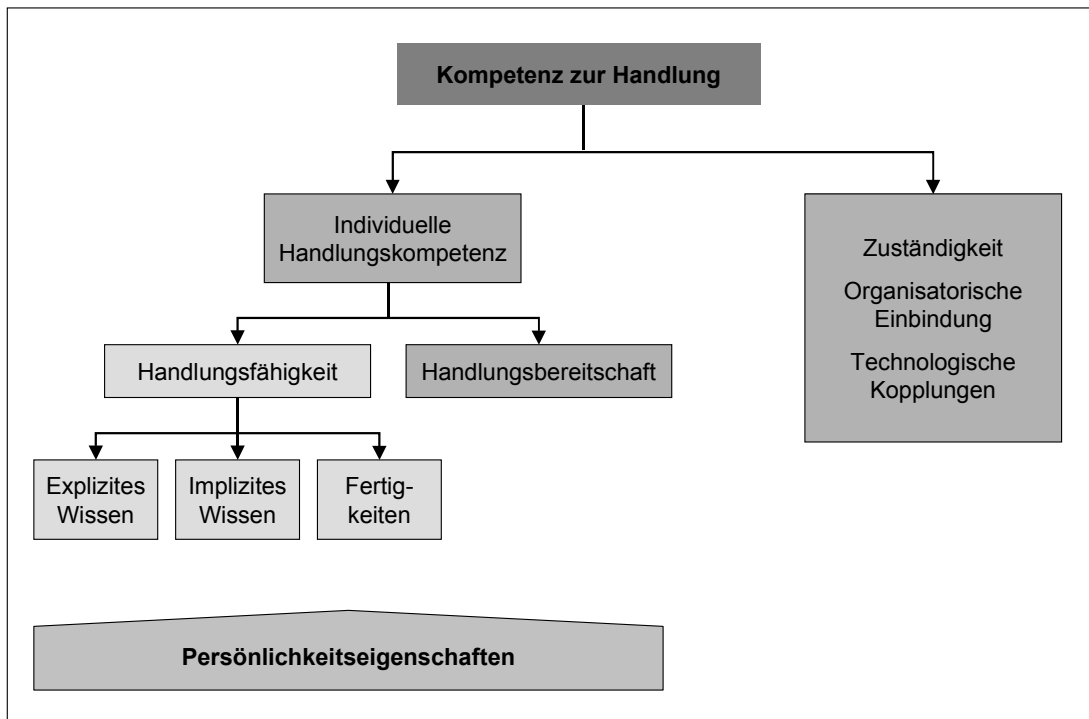 Kompetenz zur Handlung
Individuelle
Handlungskompetenz
Zuständigkeit
Organisatorische
Einbindung
Technologische
Kopplungen
Handlungsfähigkeit
Handlungsbereitschaft
Explizites
Wissen
Implizites
Wissen
Fertig-
keiten
Persönlichkeitseigenschaften